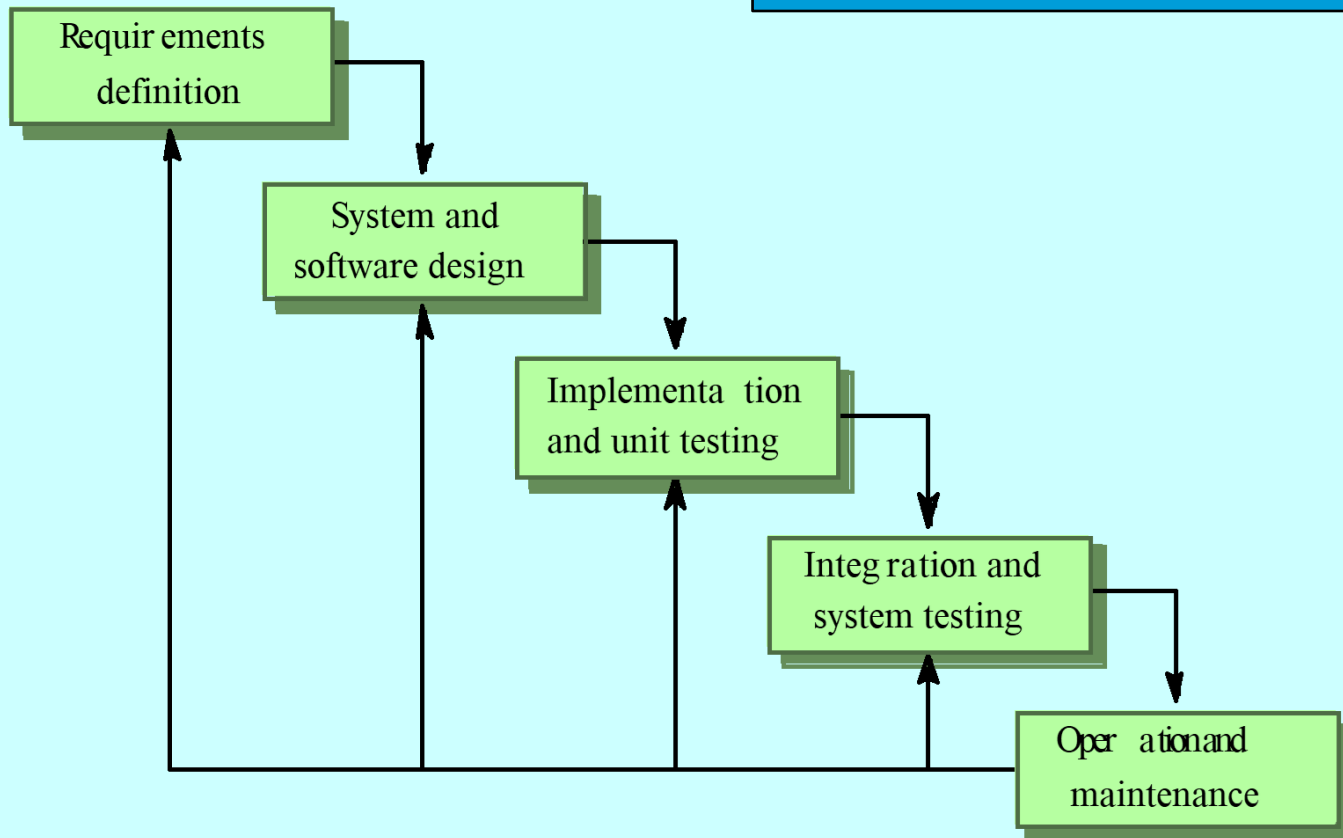 Requir ements
definition
System and
software design
Implementa tion
and unit testing
Integ ration and
system testing
Oper ationand
maintenance